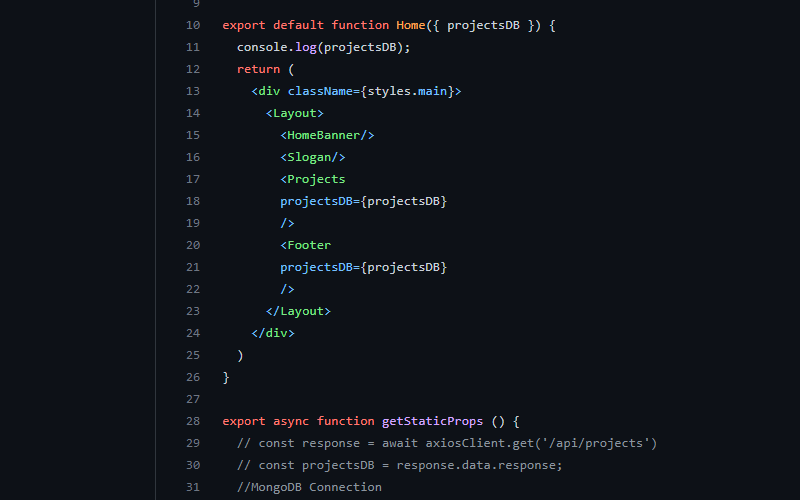 9
10 export default function Home({ projectsDB }) {
11 console.log(projectsDB);
12 return (
13 <div className={styles.main}>
14 <Layout>
15 <HomeBanner/>
16 <Slogan/>
17 <Projects
18 projectsDB={projectsDB}
19 />
20 <Footer
21 projectsDB={projectsDB}
22 />
23 </Layout>
24 </div>
25 )
26 }
27
28 export async function getStaticProps () {
29 // const response = await axiosClient.get('/api/projects')
30 // const projectsDB = response.data.response;
31 //MongoDB Connection